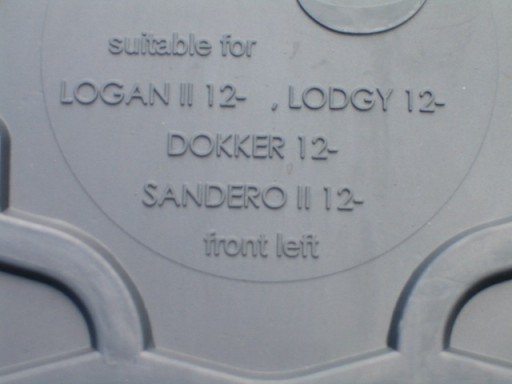 suitable for
LOGAN II 12- , LODGY 12-
DOKKER 12-
SANDERO II 12-
front left